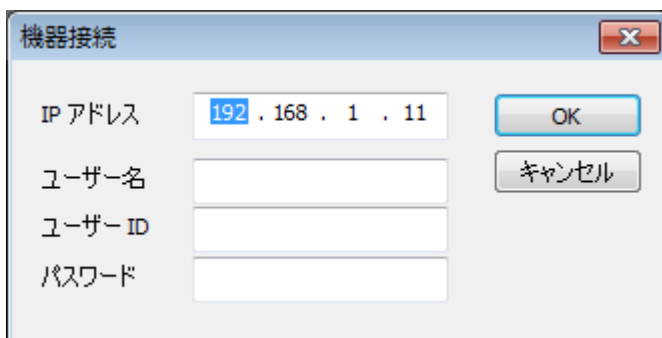 機器接続
IP アドレス 192 . 168 . 1 . 11 OK
ユーザー名 キャンセル
ユーザー ID
パスワード